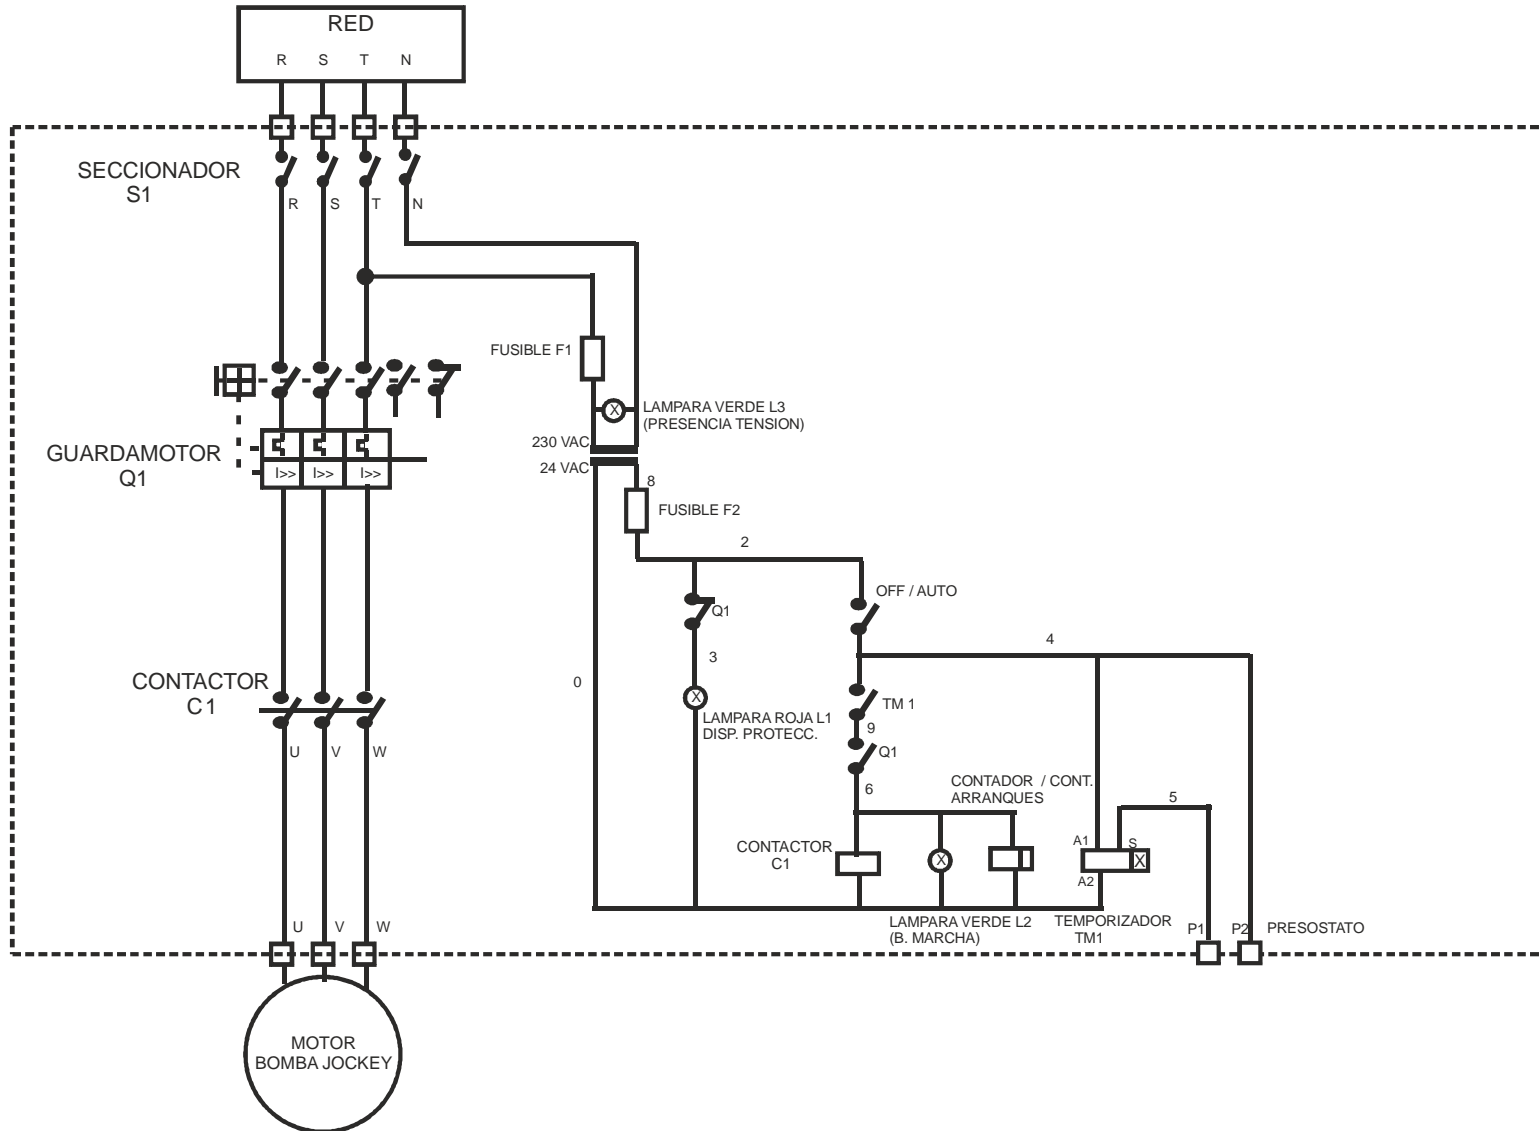 RED
R S T N
SECCIONADOR
S1
R S T N
FUSIBLE F1
LAMPARA VERDE L3
(PRESENCIA TENSION)
230 VAC
24 VAC
GUARDAMOTOR
Q1
I>> I>> I>>
8
FUSIBLE F2
2
OFF / AUTO
Q1
4
3
0
CONTACTOR
C1
TM 1
LAMPARA ROJA L1
DISP. PROTECC.
9
Q1
U V W
6
CONTADOR / CONT.
ARRANQUES
5
CONTACTOR
C1
A1 S
X
A2
LAMPARA VERDE L2
(B. MARCHA)
TEMPORIZADOR
TM1
P1 P2 PRESOSTATO
U V W
MOTOR
BOMBA JOCKEY